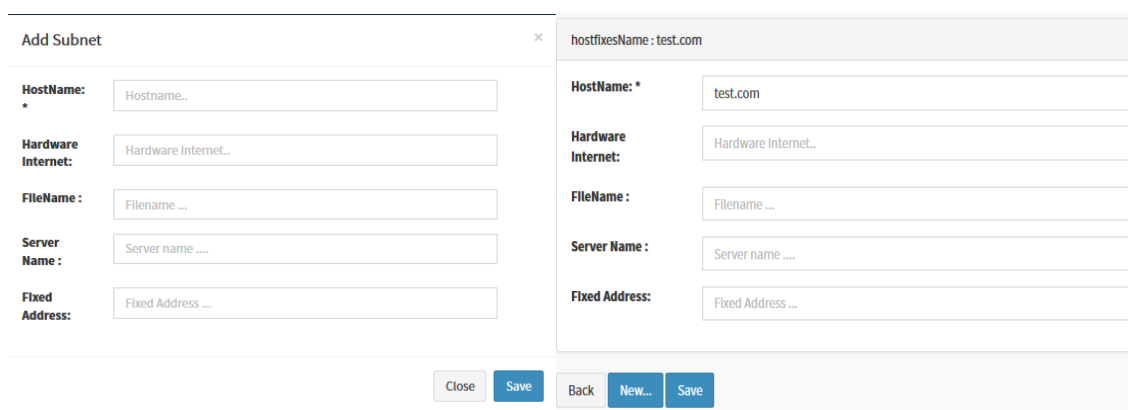 Add Subnet ×
HostName:
*
Hostname..
Hardware
Internet:
Hardware Internet..
FileName :
Filename ...
Server
Name :
Server name ....
Fixed
Address:
Fixed Address ...
Close Save
hostfixesName : test.com
HostName: *
test.com
Hardware
Internet:
Hardware Internet..
FileName :
Filename ...
Server Name :
Server name ....
Fixed Address:
Fixed Address ...
Back New... Save